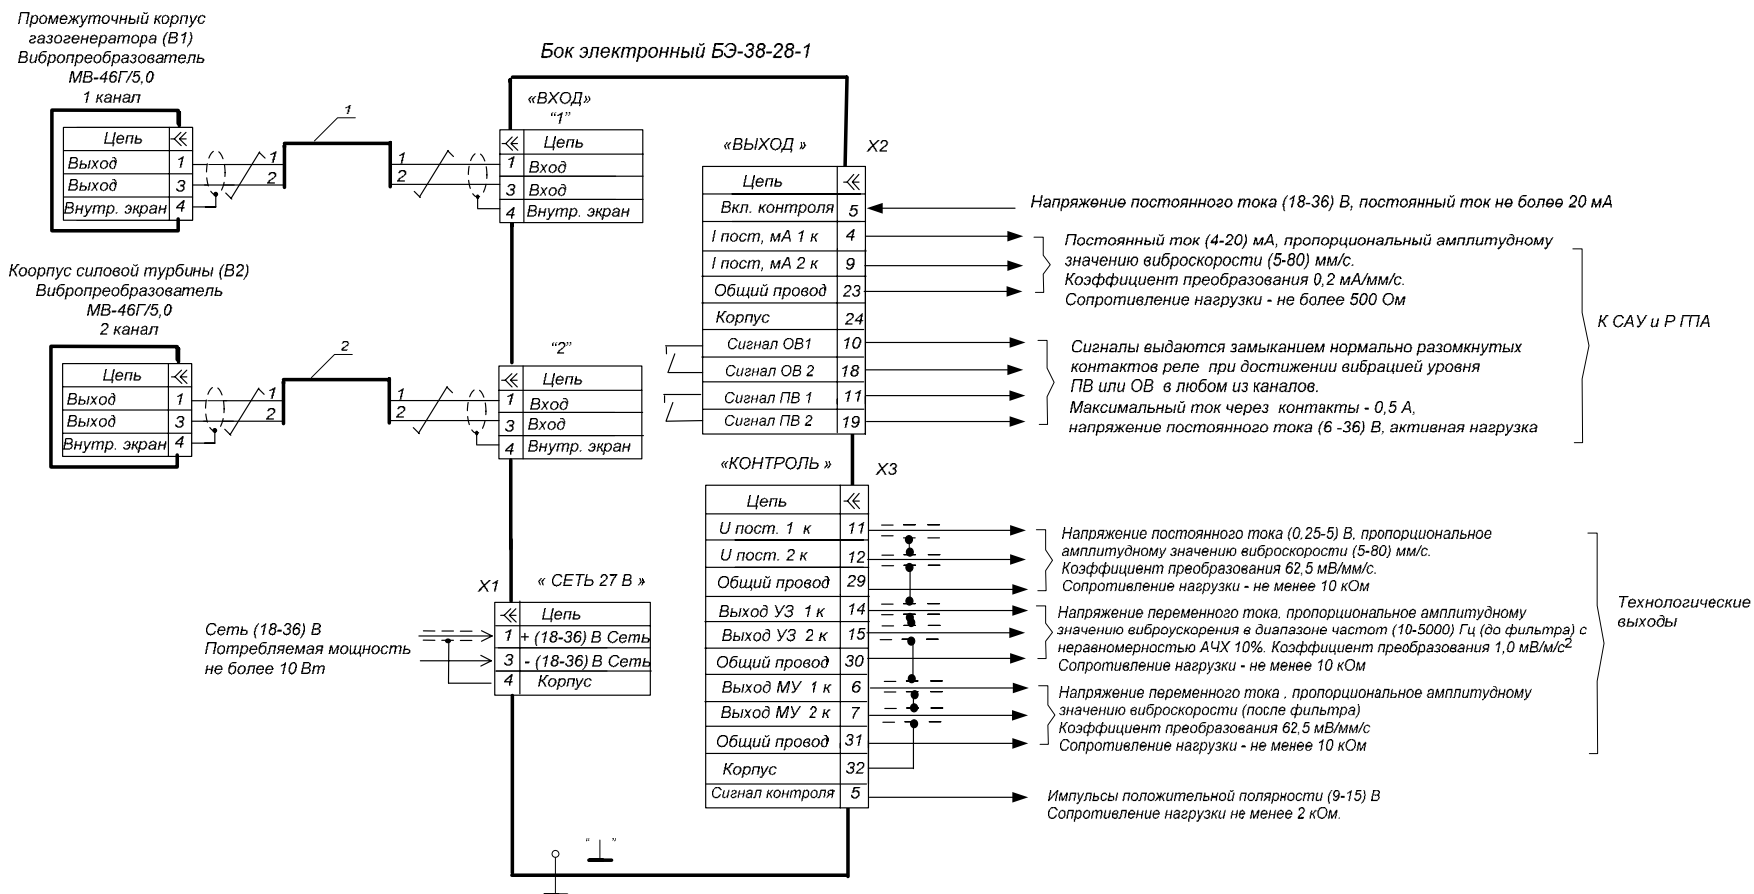 Промежуточный корпус
газогенератора (В1)
Вибропреобразователь
МВ-46Г/5,0
1 канал
Цепь
Выход 1
Выход 3
Внутр. экран 4
1
2
1
1
2
Коорпус силовой турбины (В2)
Вибропреобразователь
МВ-46Г/5,0
2 канал
Цепь
Выход 1
Выход 3
Внутр. экран 4
1
2
2
1
2
Бок электронный БЭ-38-28-1
«ВХОД»
“1”
Цепь
1 Вход
3 Вход
4 Внутр. экран
“2”
Цепь
1 Вход
3 Вход
4 Внутр. экран
X1
« СЕТЬ 27 В »
Цепь
1 + (18-36) В Сеть
3 - (18-36) В Сеть
4 Корпус
Сеть (18-36) В
Потребляемая мощность
не более 10 Вт
«ВЫХОД »
X2
Цепь
Вкл. контроля 5
I пост, мА 1 к 4
I пост, мА 2 к 9
Общий провод 23
Корпус 24
Сигнал ОВ1 10
Сигнал ОВ 2 18
Сигнал ПВ 1 11
Сигнал ПВ 2 19
Напряжение постоянного тока (18-36) В, постоянный ток не более 20 мА
Постоянный ток (4-20) мА, пропорциональный амплитудному
значению виброскорости (5-80) мм/с.
Коэффициент преобразования 0,2 мА/мм/с.
Сопротивление нагрузки - не более 500 Ом
Сигналы выдаются замыканием нормально разомкнутых
контактов реле при достижении вибрацией уровня
ПВ или ОВ в любом из каналов.
Максимальный ток через контакты - 0,5 А,
напряжение постоянного тока (6 -36) В, активная нагрузка
К САУ и Р ГПА
«КОНТРОЛЬ »
X3
Цепь
U пост. 1 к 11
U пост. 2 к 12
Общий провод 29
Выход УЗ 1 к 14
Выход УЗ 2 к 15
Общий провод 30
Выход МУ 1 к 6
Выход МУ 2 к 7
Общий провод 31
Корпус 32
Сигнал контроля 5
Напряжение постоянного тока (0,25-5) В, пропорциональное
амплитудному значению виброскорости (5-80) мм/с.
Коэффициент преобразования 62,5 мВ/мм/с.
Сопротивление нагрузки - не менее 10 кОм
Напряжение переменного тока, пропорциональное амплитудному
значению виброускорения в диапазоне частот (10-5000) Гц (до фильтра) с
неравномерностью АЧХ 10%. Коэффициент преобразования 1,0 мВ/м/с²
Сопротивление нагрузки - не менее 10 кОм
Напряжение переменного тока , пропорциональное амплитудному
значению виброскорости (после фильтра)
Коэффициент преобразования 62,5 мВ/мм/с
Сопротивление нагрузки - не менее 10 кОм
Технологические
выходы
Импульсы положительной полярности (9-15) В
Сопротивление нагрузки не менее 2 кОм.
“ ”